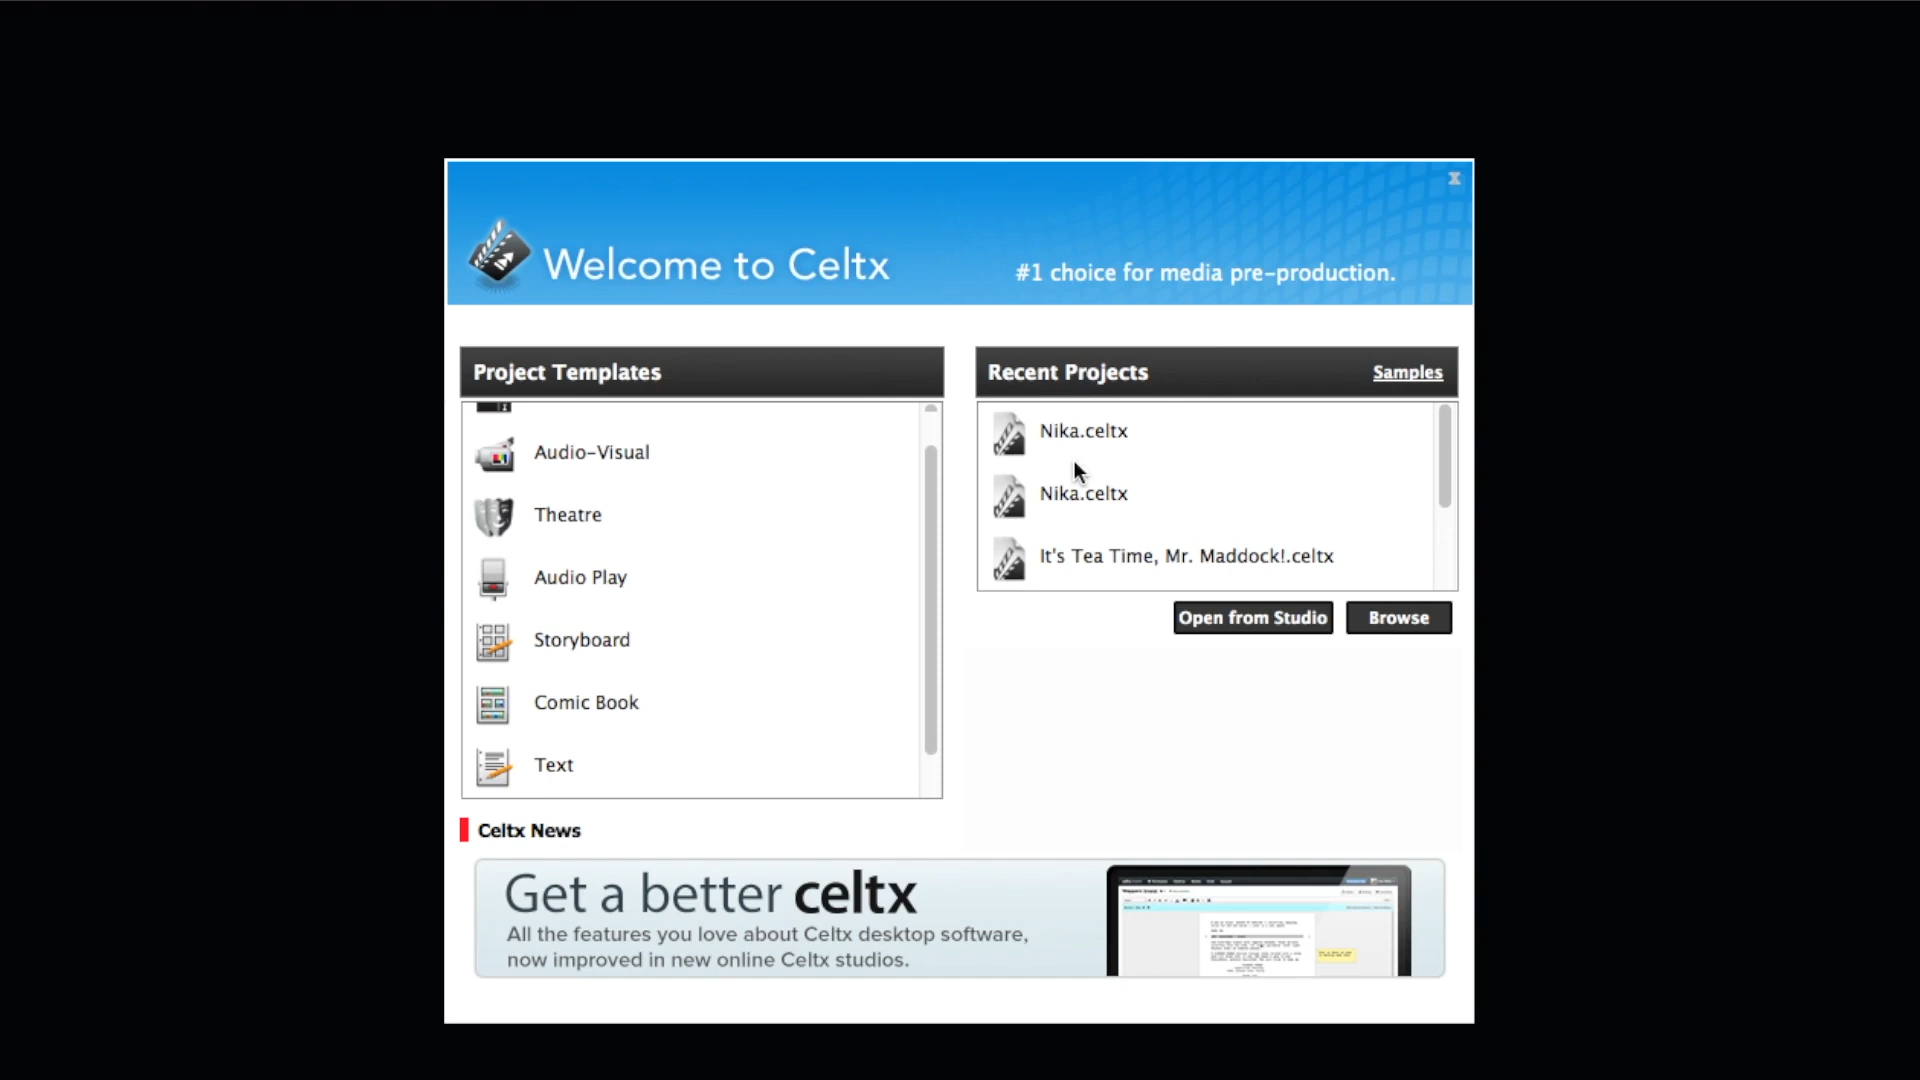 Welcome to Celtx
#1 choice for media pre-production.
Project Templates
Audio-Visual
Theatre
Audio Play
Storyboard
Comic Book
Text
Recent Projects
Samples
Nika.celtx
Nika.celtx
It's Tea Time, Mr. Maddock!.celtx
Open from Studio
Browse
Celtx News
Get a better celtx
All the features you love about Celtx desktop software,
now improved in new online Celtx studios.